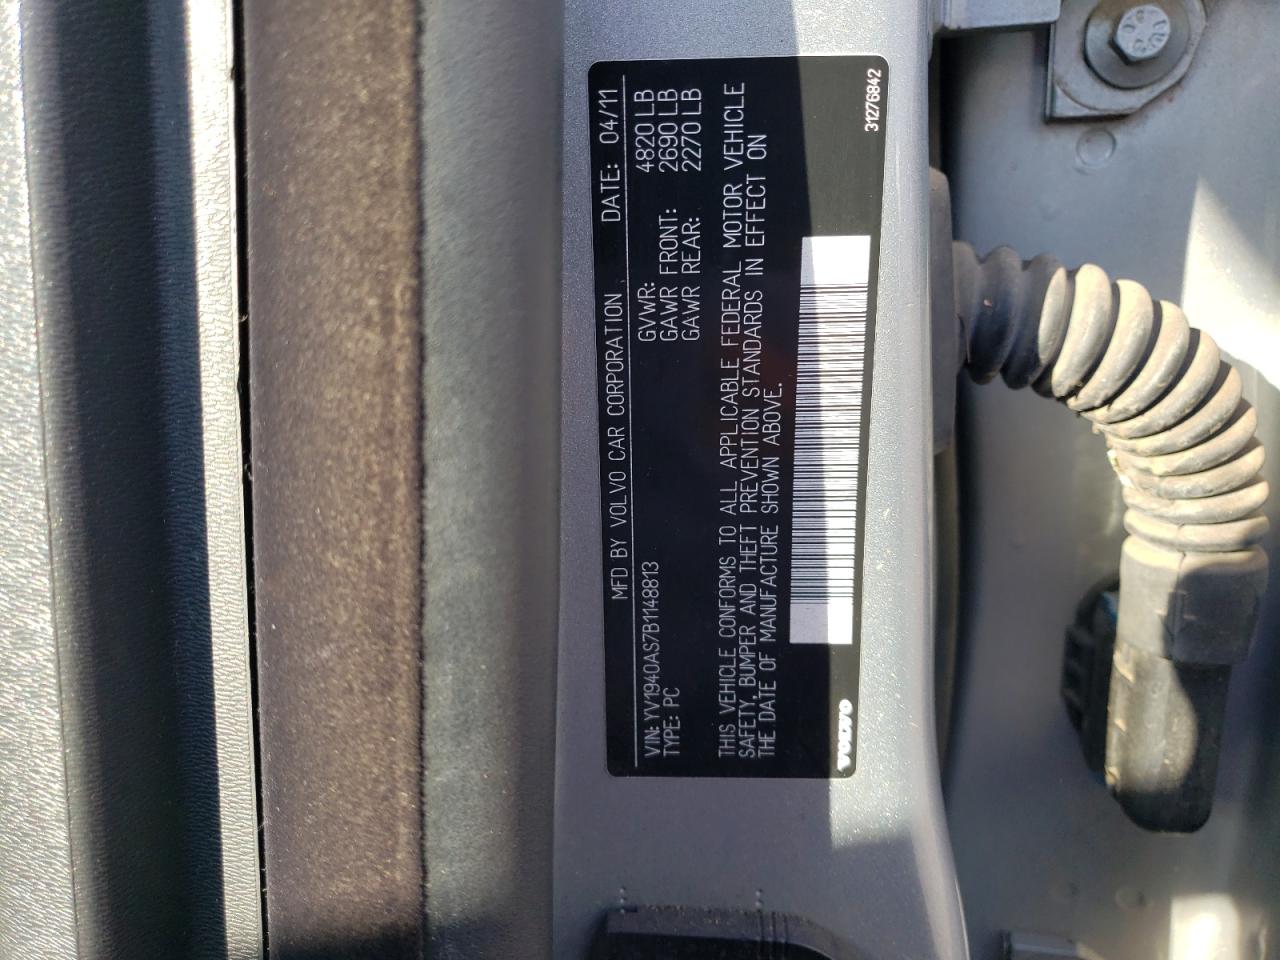 MFD BY VOLVO CAR CORPORATION DATE: 04/11
VIN: YV1940AS7B1148813 GVWR: 4820 LB
TYPE: PC GAWR FRONT: 2690 LB
GAWR REAR: 2270 LB
THIS VEHICLE CONFORMS TO ALL APPLICABLE FEDERAL MOTOR VEHICLE
SAFETY, BUMPER AND THEFT PREVENTION STANDARDS IN EFFECT ON
THE DATE OF MANUFACTURE SHOWN ABOVE.
VOLVO 31276842